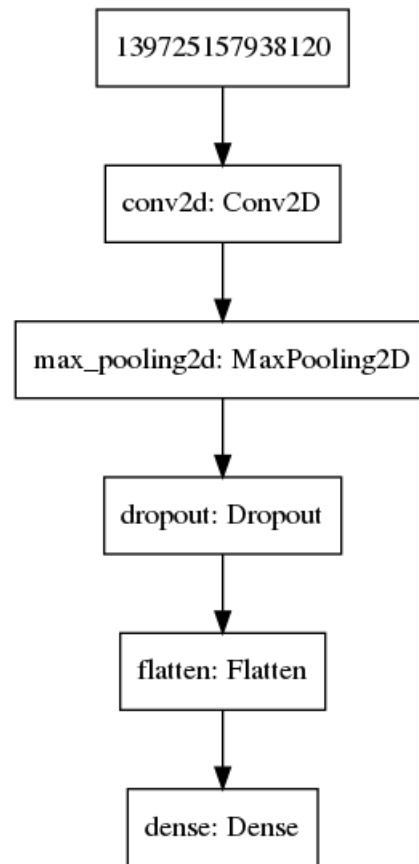 139725157938120
conv2d: Conv2D
max_pooling2d: MaxPooling2D
dropout: Dropout
flatten: Flatten
dense: Dense